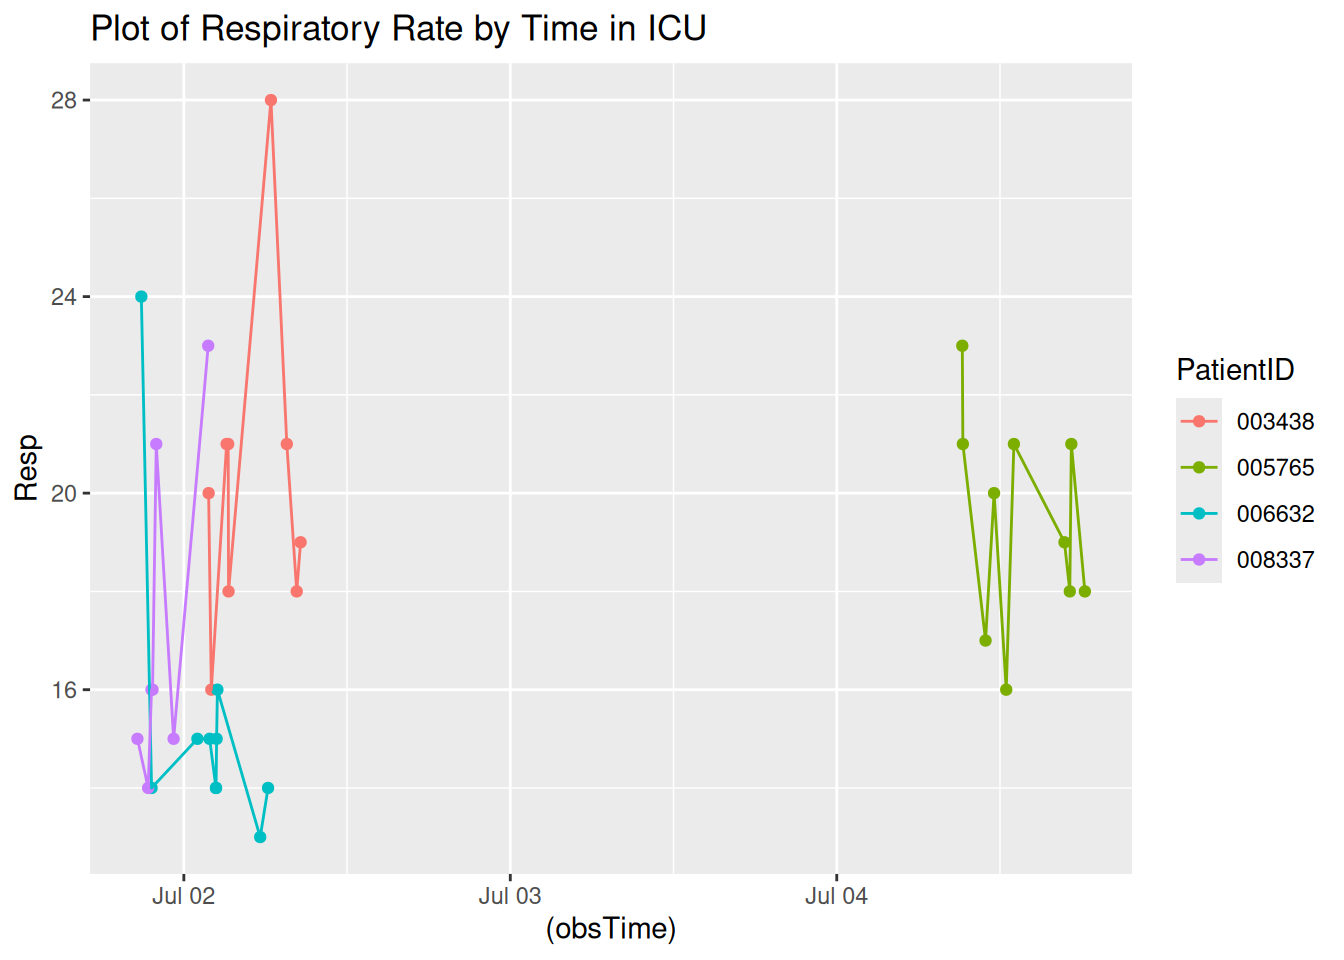 Plot of Respiratory Rate by Time in ICU
28
24
20
16
Resp
Jul 02
Jul 03
Jul 04
(obsTime)
PatientID
003438
005765
006632
008337